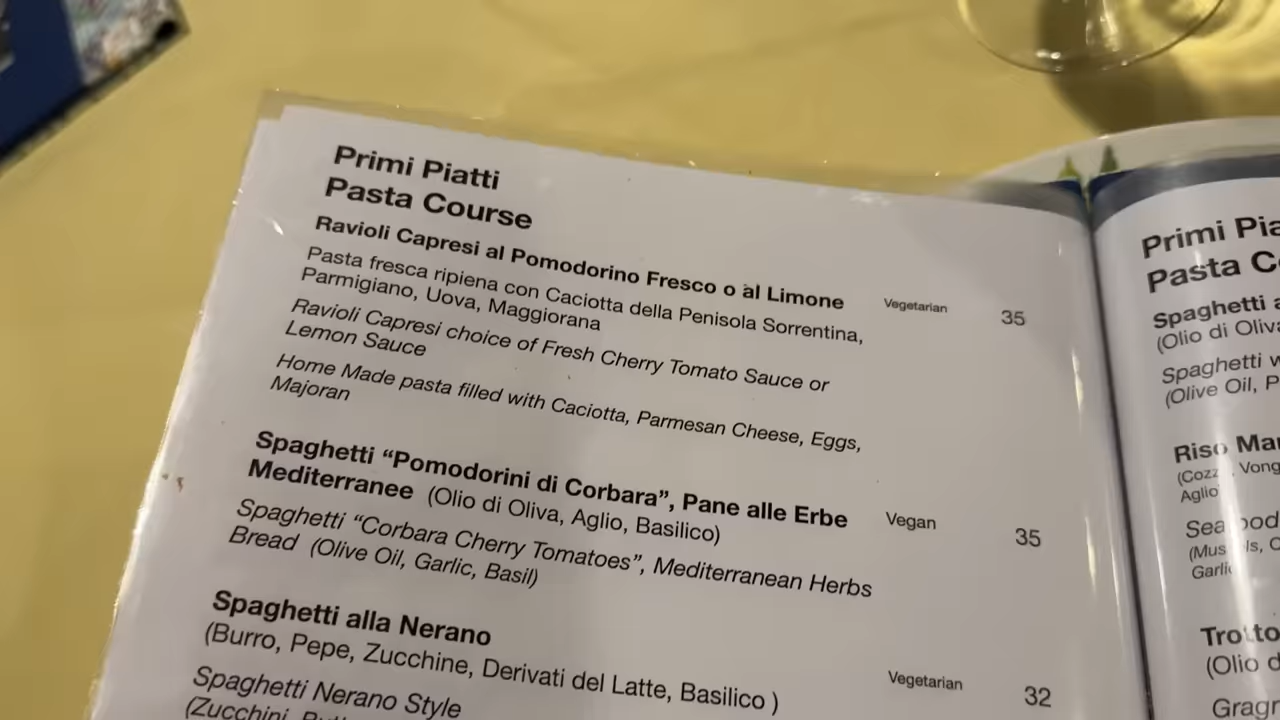 Primi Piatti
Pasta Course
Ravioli Capresi al Pomodorino Fresco o al Limone
Vegetarian
35
Pasta fresca ripiena con Caciotta della Penisola Sorrentina,
Parmigiano, Uova, Maggiorana
Ravioli Capresi choice of Fresh Cherry Tomato Sauce or
Lemon Sauce
Home Made pasta filled with Caciotta, Parmesan Cheese, Eggs,
Majoran
Spaghetti “Pomodorini di Corbara”, Pane alle Erbe
Mediterranee (Olio di Oliva, Aglio, Basilico)
Vegan
35
Spaghetti “Corbara Cherry Tomatoes”, Mediterranean Herbs
Bread (Olive Oil, Garlic, Basil)
Spaghetti alla Nerano
(Burro, Pepe, Zucchine, Derivati del Latte, Basilico )
Vegetarian
32
Spaghetti Nerano Style
(Zucchini,
Primi
Pasta
Spaghetti
(Olio di
Spaghetti
(Olive Oil,
Riso
Aglio
(Olio